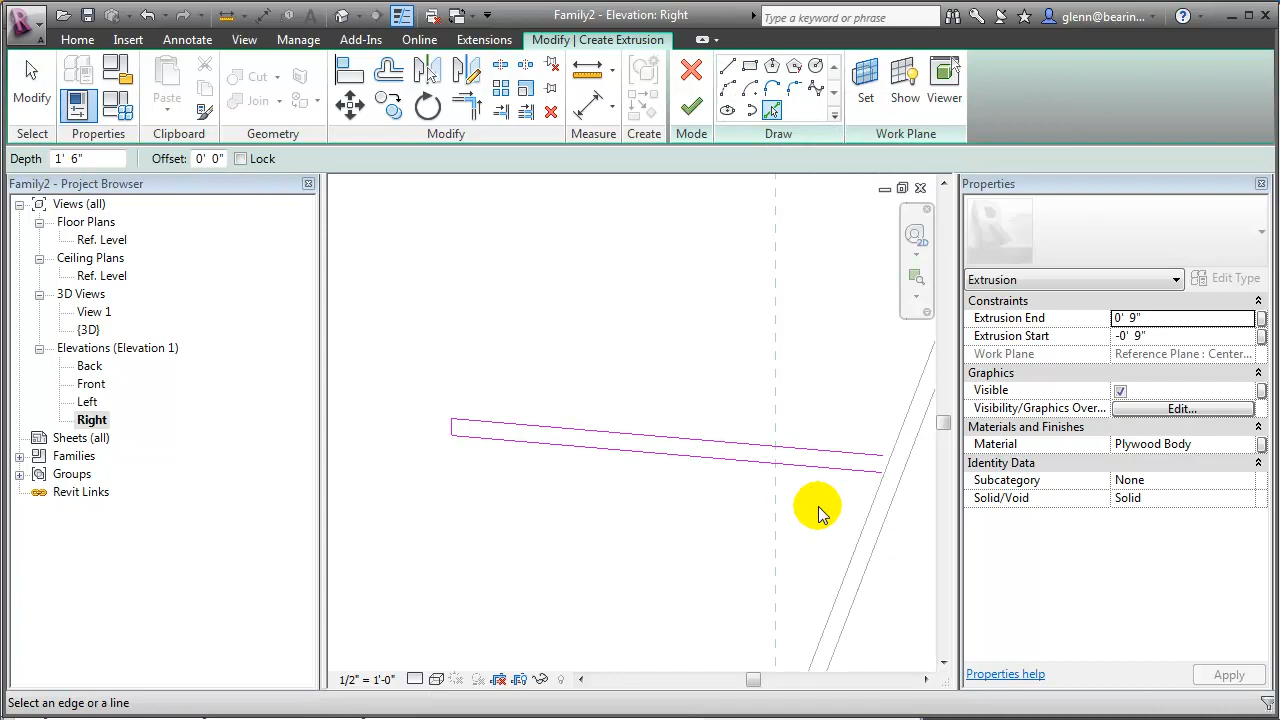 Family2 - Elevation: Right
Type a keyword or phrase
glenn@bearin...
Home Insert Annotate View Manage Add-Ins Online Extensions Modify | Create Extrusion
Modify
Paste
Cut
Join
Set Show Viewer
Select Properties Clipboard Geometry Modify Measure Create Mode Draw Work Plane
Depth 1' 6" Offset: 0' 0" Lock
Family2 - Project Browser
Views (all)
Floor Plans
Ref. Level
Ceiling Plans
Ref. Level
3D Views
View 1
{3D}
Elevations (Elevation 1)
Back
Front
Left
Right
Sheets (all)
Families
Groups
Revit Links
2D
1/2" = 1'-0"
Properties
Extrusion Edit Type
Constraints
Extrusion End 0' 9"
Extrusion Start -0' 9"
Work Plane Reference Plane : Center...
Graphics
Visible
Visibility/Graphics Over... Edit...
Materials and Finishes
Material Plywood Body
Identity Data
Subcategory None
Solid/Void Solid
Properties help Apply
Select an edge or a line